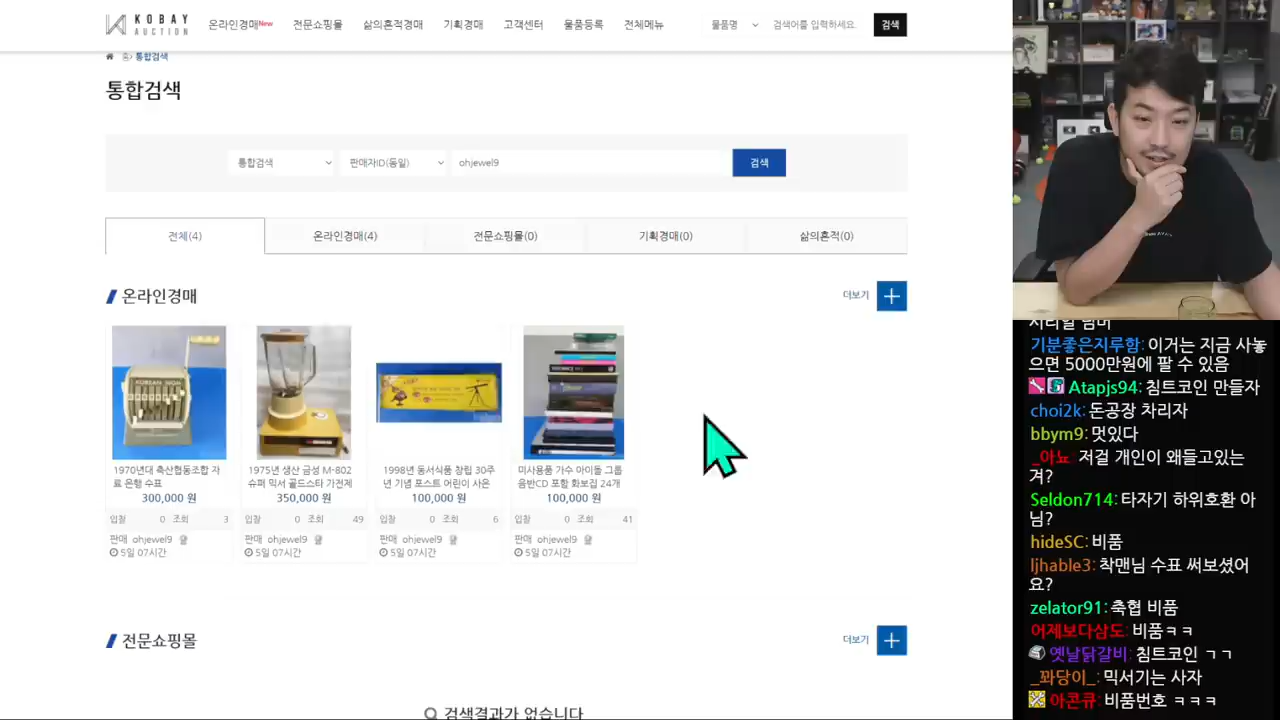 KOBAY
AUCTION
온라인경매New 전문쇼핑몰 삶의흔적경매 기획경매 고객센터 물품등록 전체메뉴
물품명 검색어를 입력하세요. 검색
통합검색
통합검색
통합검색 판매자ID(동일) ohjewel9 검색
전체(4) 온라인경매(4) 전문쇼핑몰(0) 기획경매(0) 삶의흔적(0)
온라인경매
더보기
1970년대 축산협동조합 자
료 은행 수표
300,000 원
입찰 0 조회 3
판매 ohjewel9
5일 07시간
1975년 생산 금성 M-802
슈퍼 믹서 골드스타 가전제
350,000 원
입찰 0 조회 49
판매 ohjewel9
5일 07시간
1998년 동서식품 창립 30주
년 기념 포스트 어린이 사은
100,000 원
입찰 0 조회 6
판매 ohjewel9
5일 07시간
미사용품 가수 아이돌 그룹
음반CD 포함 화보집 24개
100,000 원
입찰 0 조회 41
판매 ohjewel9
5일 07시간
전문쇼핑몰
더보기
검색결과가 없습니다
기분좋은지루함: 이거는 지금 사놓
으면 5000만원에 팔 수 있음
Atapjs94: 침트코인 만들자
choi2k: 돈공장 차리자
bbym9: 멋있다
_아뇨: 저걸 개인이 왜들고있는
겨?
Seldon714: 타자기 하위호환 아
님?
hideSC: 비품
ljhable3: 착맨님 수표 써보셨어
요?
zelator91: 축협 비품
어제보다삼도: 비품ㅋㅋ
옛날닭갈비: 침트코인 ㄱㄱ
_꽈당이_: 믹서기는 사자
아콘큐: 비품번호 ㅋㅋㅋ